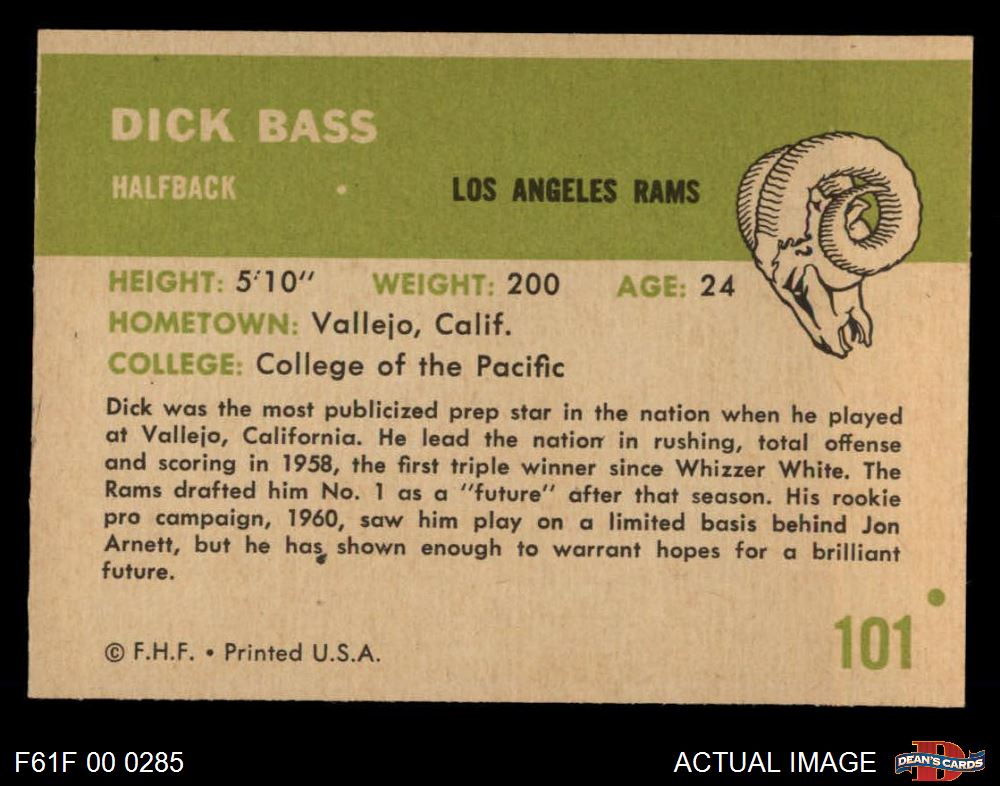 DICK BASS
HALFBACK LOS ANGELES RAMS
HEIGHT: 5'10" WEIGHT: 200 AGE: 24
HOMETOWN: Vallejo, Calif.
COLLEGE: College of the Pacific
Dick was the most publicized prep star in the nation when he played
at Vallejo, California. He lead the nation in rushing, total offense
and scoring in 1958, the first triple winner since Whizzer White. The
Rams drafted him No. 1 as a "future" after that season. His rookie
pro campaign, 1960, saw him play on a limited basis behind Jon
Arnett, but he has shown enough to warrant hopes for a brilliant
future.
© F.H.F. • Printed U.S.A.
101
F61F 00 0285
ACTUAL IMAGE
D
DEAN'S CARDS